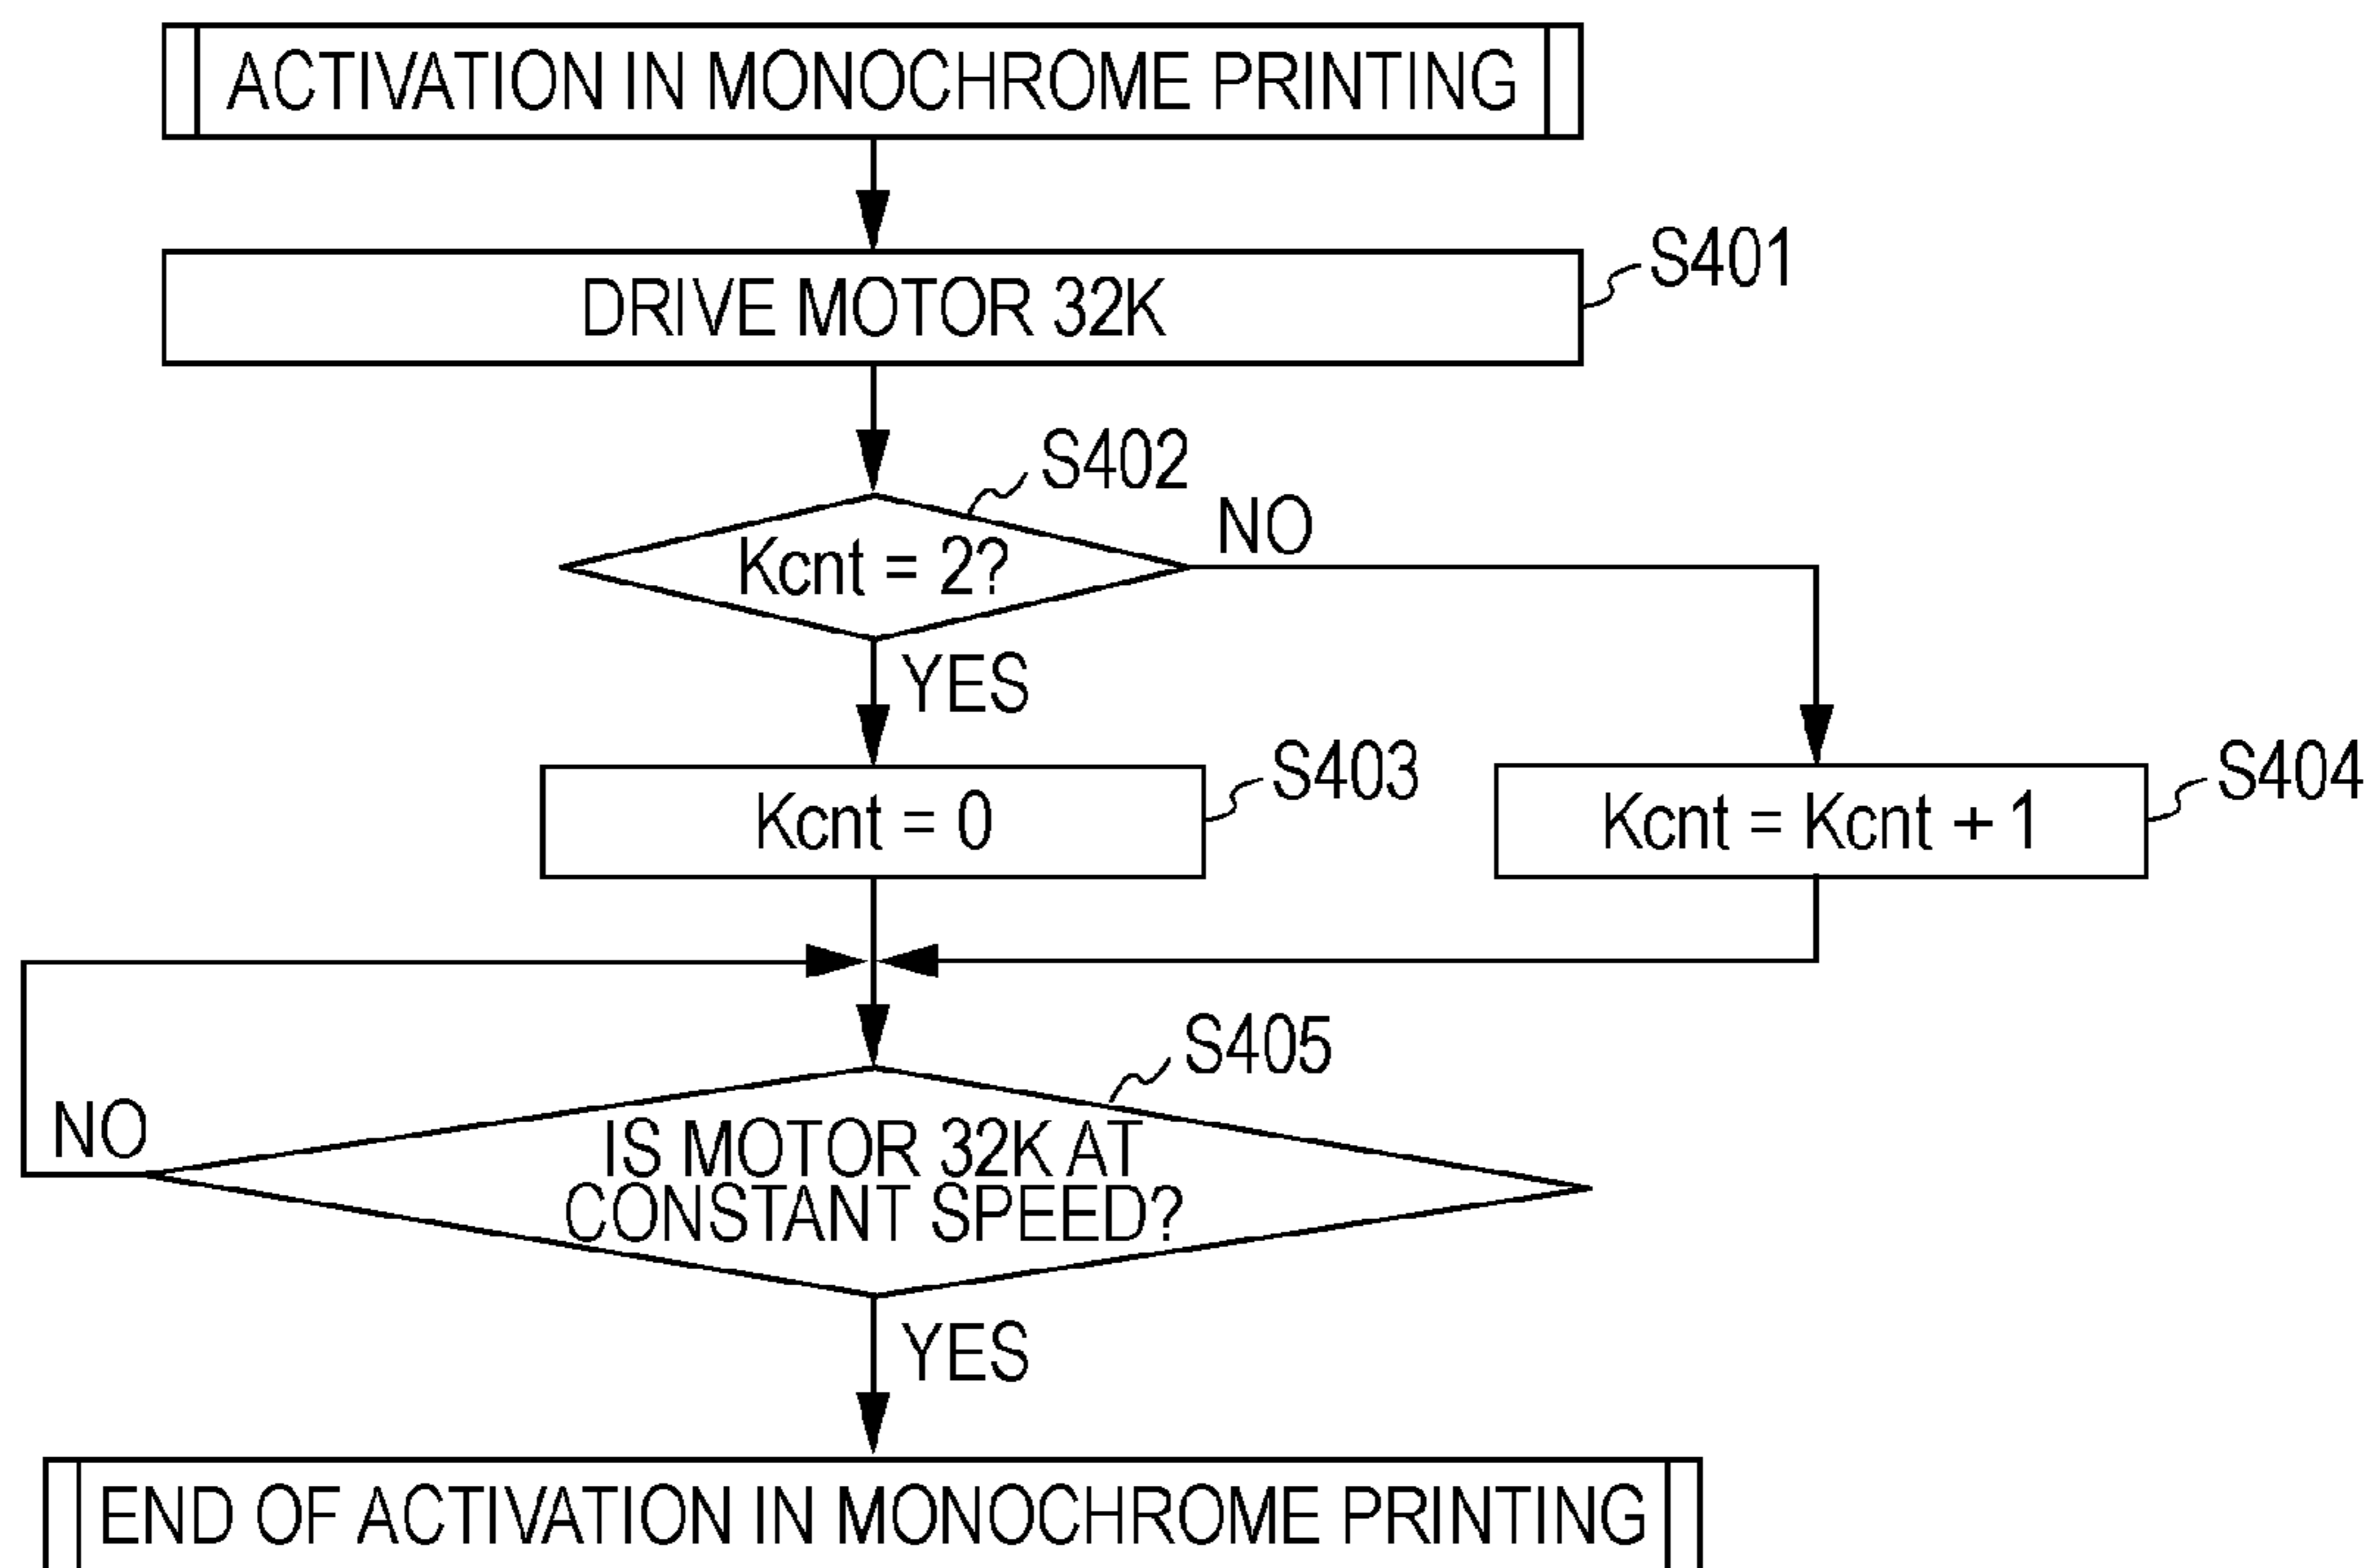 ACTIVATION IN MONOCHROME PRINTING
DRIVE MOTOR 32K
S401
S402
Kcnt = 2?
NO
YES
Kcnt = 0
S403
Kcnt = Kcnt + 1
S404
S405
IS MOTOR 32K AT
CONSTANT SPEED?
NO
YES
END OF ACTIVATION IN MONOCHROME PRINTING